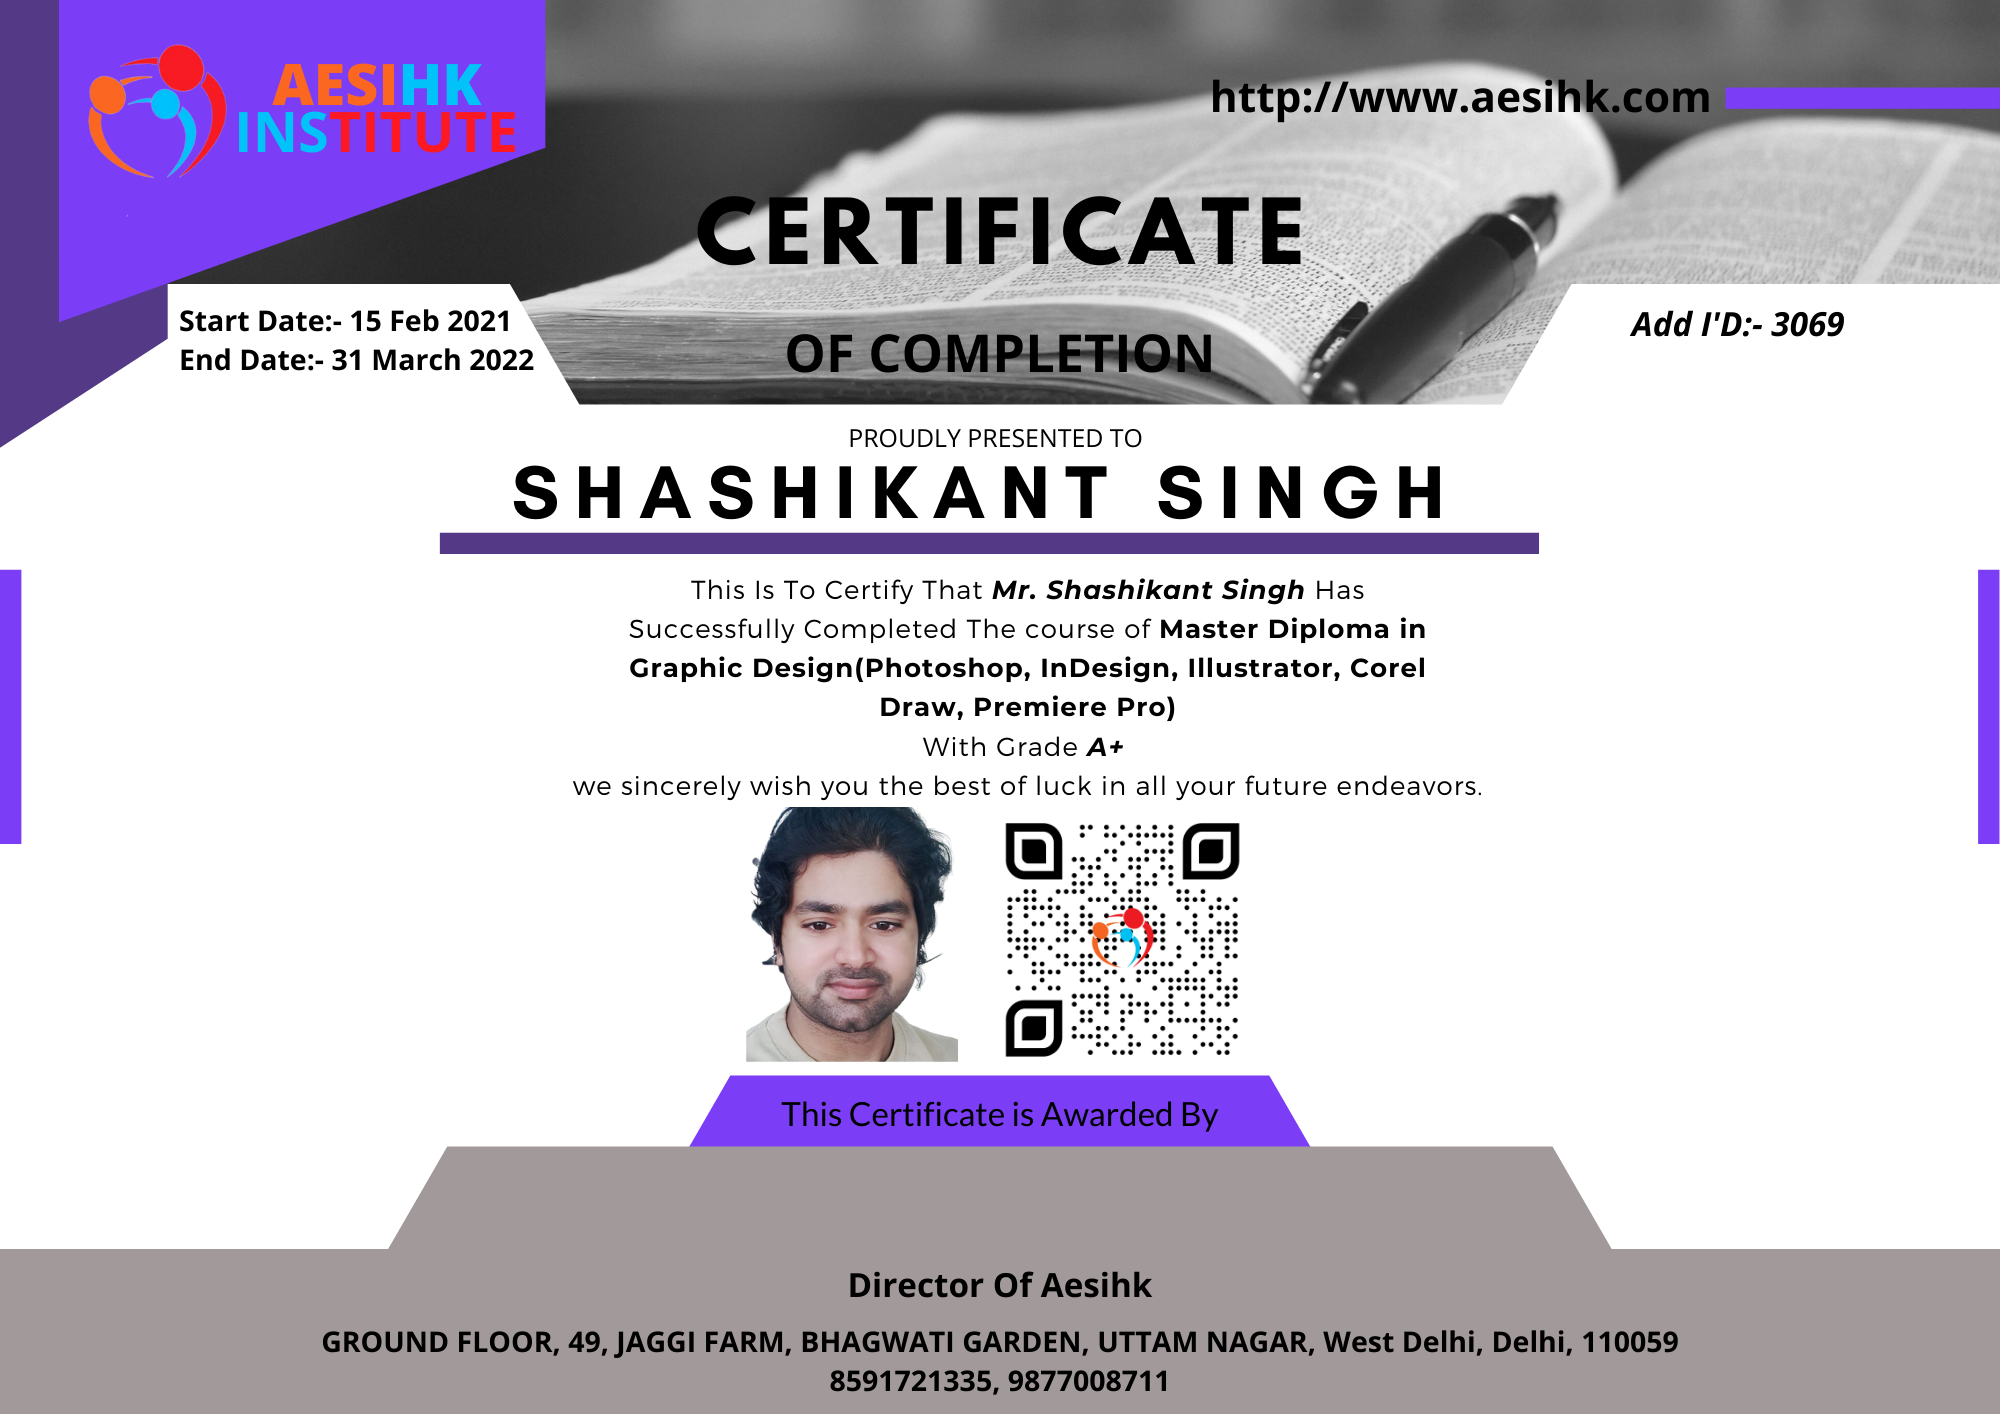 AESIHK
INSTITUTE
http://www.aesihk.com
CERTIFICATE
OF COMPLETION
Start Date:- 15 Feb 2021
End Date:- 31 March 2022
Add I'D:- 3069
PROUDLY PRESENTED TO
SHASHIKANT SINGH
This Is To Certify That Mr. Shashikant Singh Has
Successfully Completed The course of Master Diploma in
Graphic Design(Photoshop, InDesign, Illustrator, Corel
Draw, Premiere Pro)
With Grade A+
we sincerely wish you the best of luck in all your future endeavors.
This Certificate is Awarded By
Director Of Aesihk
GROUND FLOOR, 49, JAGGI FARM, BHAGWATI GARDEN, UTTAM NAGAR, West Delhi, Delhi, 110059
8591721335, 9877008711